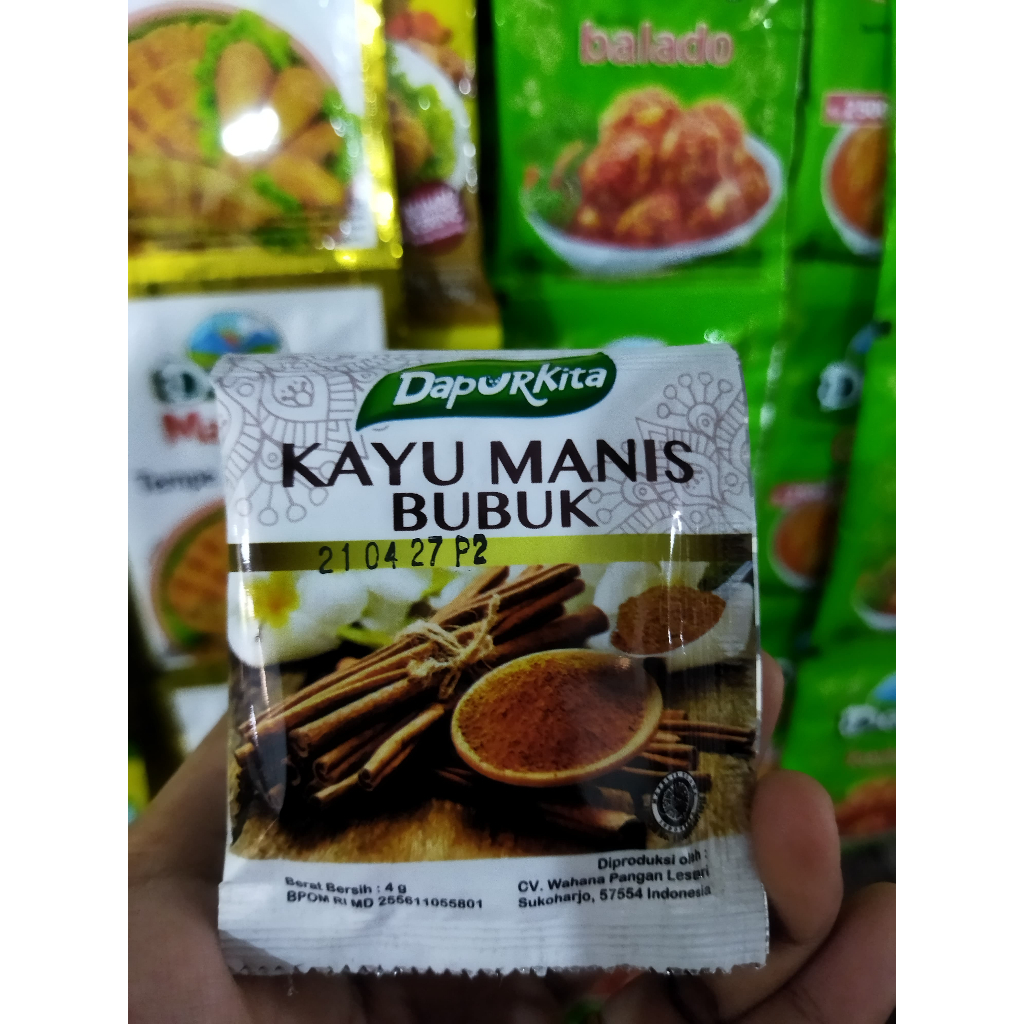 balado
DapurKita
KAYU MANIS
BUBUK
21 04 27 P2
Berat Bersih : 4 g
BPOM RI MD 255611055801
Diproduksi oleh :
CV. Wahana Pangan Lesari
Sukoharjo, 57554 Indonesia